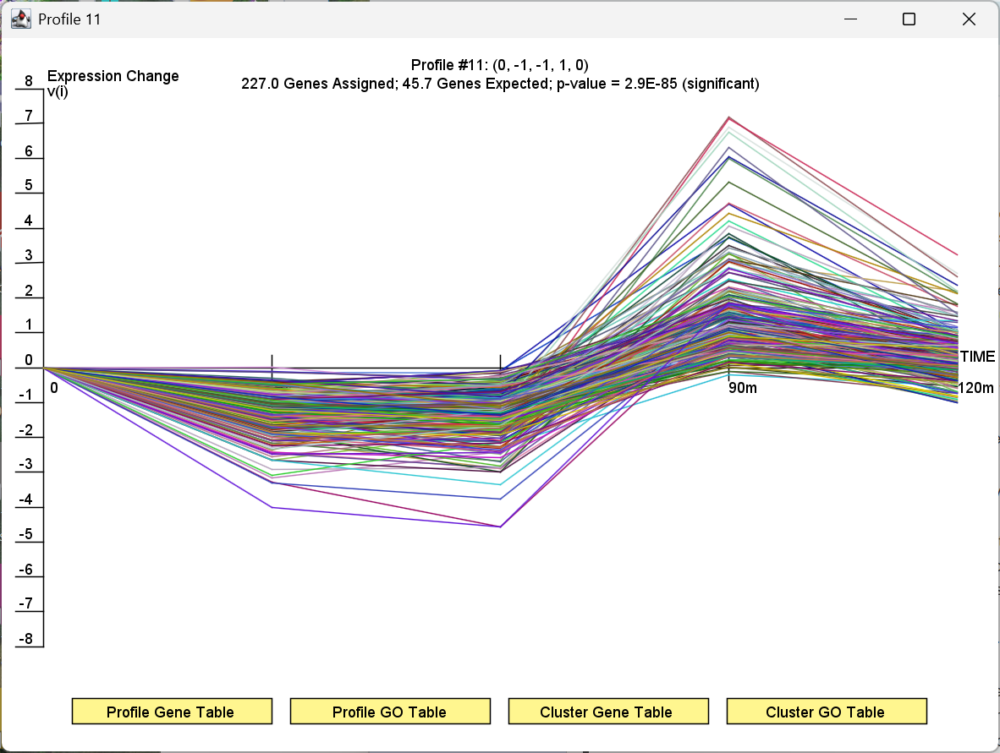 Profile 11
Profile #11: (0, -1, -1, 1, 0)
227.0 Genes Assigned; 45.7 Genes Expected; p-value = 2.9E-85 (significant)
Expression Change
v(i)
8
7
6
5
4
3
2
1
0
-1
-2
-3
-4
-5
-6
-7
-8
TIME
0
90m
120m
Profile Gene Table
Profile GO Table
Cluster Gene Table
Cluster GO Table